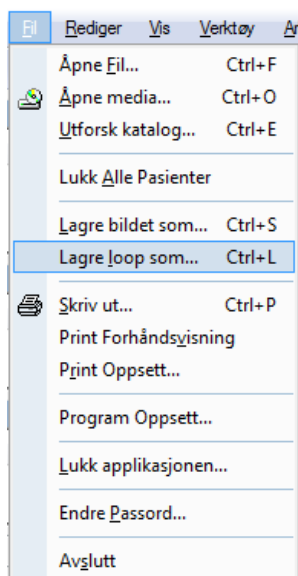 Fil Rediger Vis Verktøy
Åpne Fil... Ctrl+F
Åpne media... Ctrl+O
Utforsk katalog... Ctrl+E
Lukk Alle Pasienter
Lagre bildet som... Ctrl+S
Lagre loop som... Ctrl+L
Skriv ut... Ctrl+P
Print Forhåndsvisning
Print Oppsett...
Program Oppsett...
Lukk applikasjonen...
Endre Passord...
Avslutt